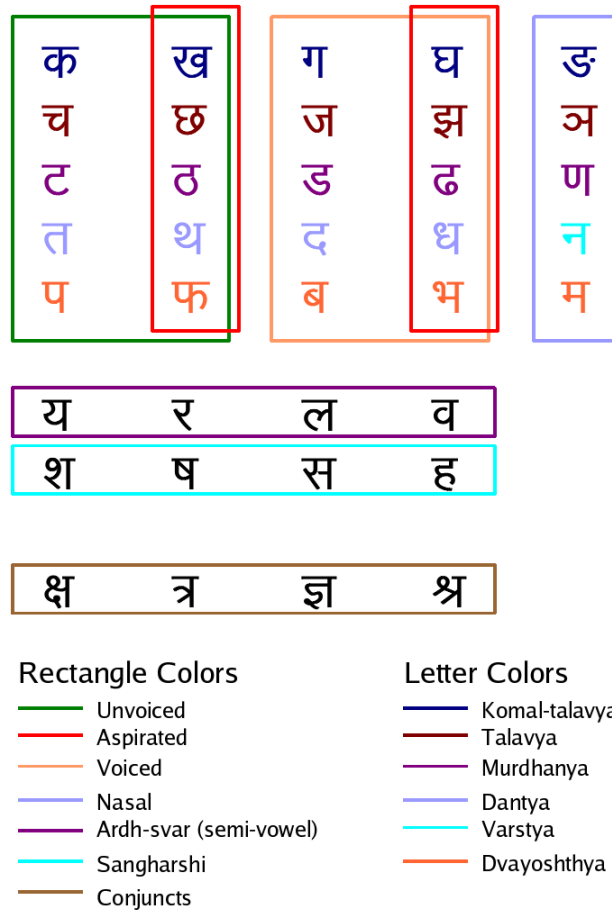 क ख ग घ ङ
च छ ज झ ञ
ट ठ ड ढ ण
त थ द ध न
प फ ब भ म
य र ल व
श ष स ह
क्ष त्र ज्ञ श्र
Rectangle Colors
Unvoiced
Aspirated
Voiced
Nasal
Ardh-svar (semi-vowel)
Sangharshi
Conjuncts
Letter Colors
Komal-talavya
Talavya
Murdhanya
Dantya
Varstya
Dvayoshthya